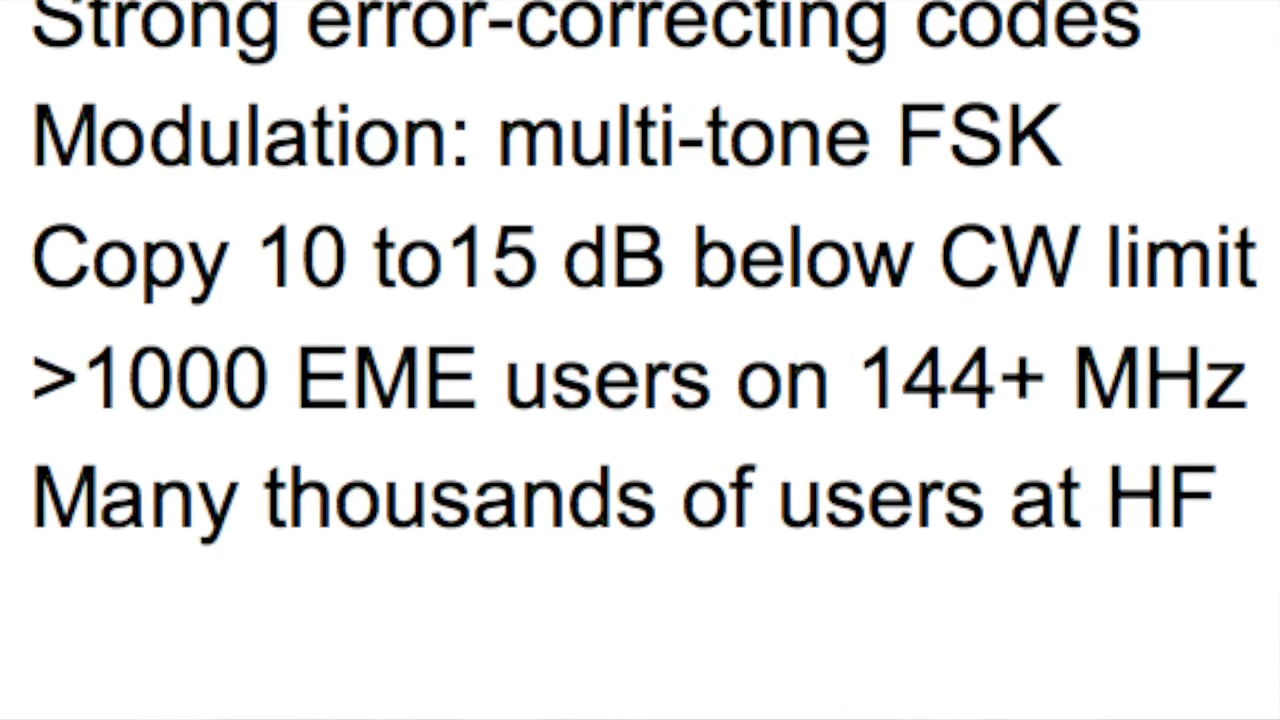 Strong error-correcting codes
Modulation: multi-tone FSK
Copy 10 to15 dB below CW limit
>1000 EME users on 144+ MHz
Many thousands of users at HF